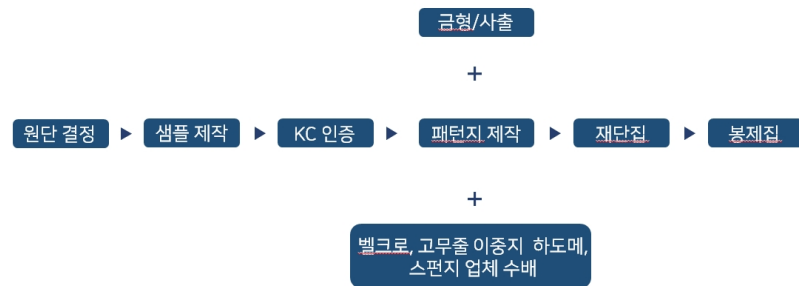 금형/사출
+
원단 결정 ▶ 샘플 제작 ▶ KC 인증 ▶ 패턴지 제작 ▶ 재단집 ▶ 봉제집
+
벨크로, 고무줄 이중지 하도메,
스펀지 업체 수배